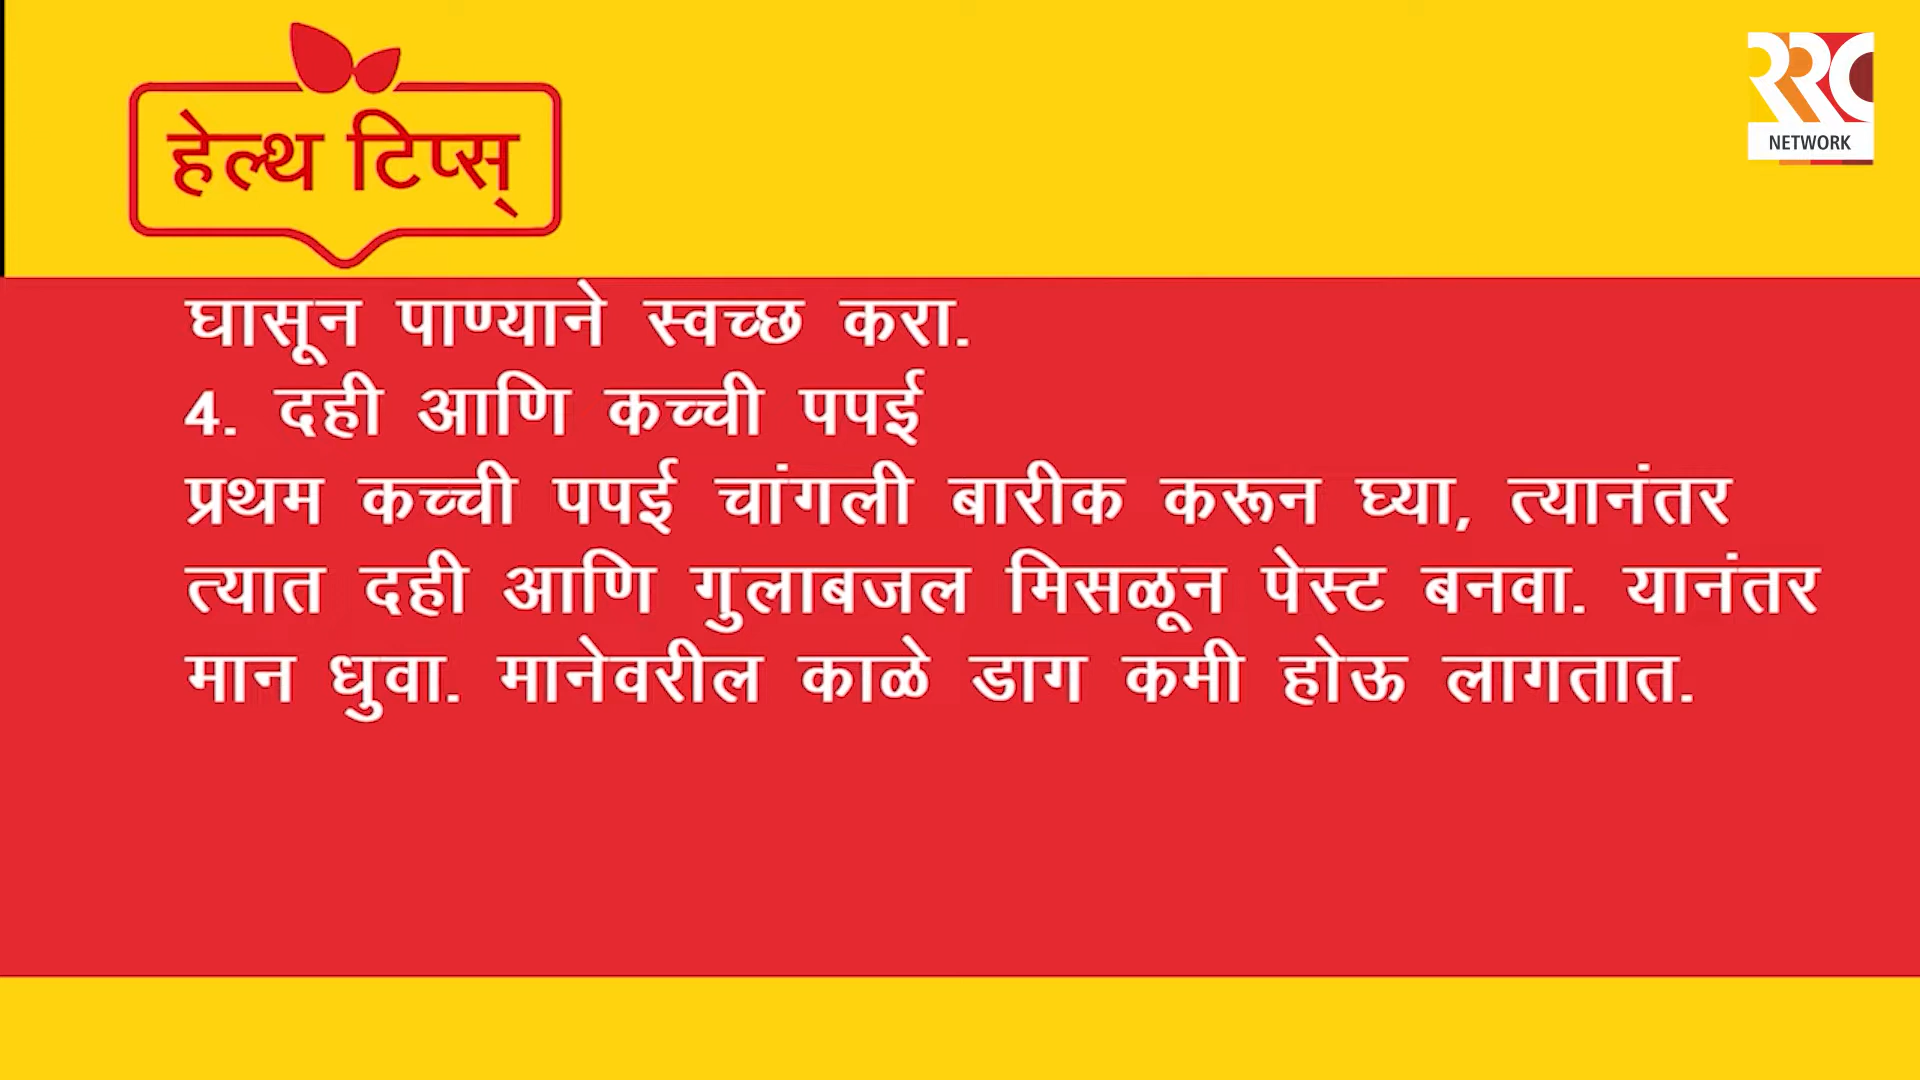 हेल्थ टिप्स्
RRC
NETWORK
घासून पाण्याने स्वच्छ करा.
4. दही आणि कच्ची पपई
प्रथम कच्ची पपई चांगली बारीक करून घ्या, त्यानंतर
त्यात दही आणि गुलाबजल मिसळून पेस्ट बनवा. यानंतर
मान धुवा. मानेवरील काळे डाग कमी होऊ लागतात.